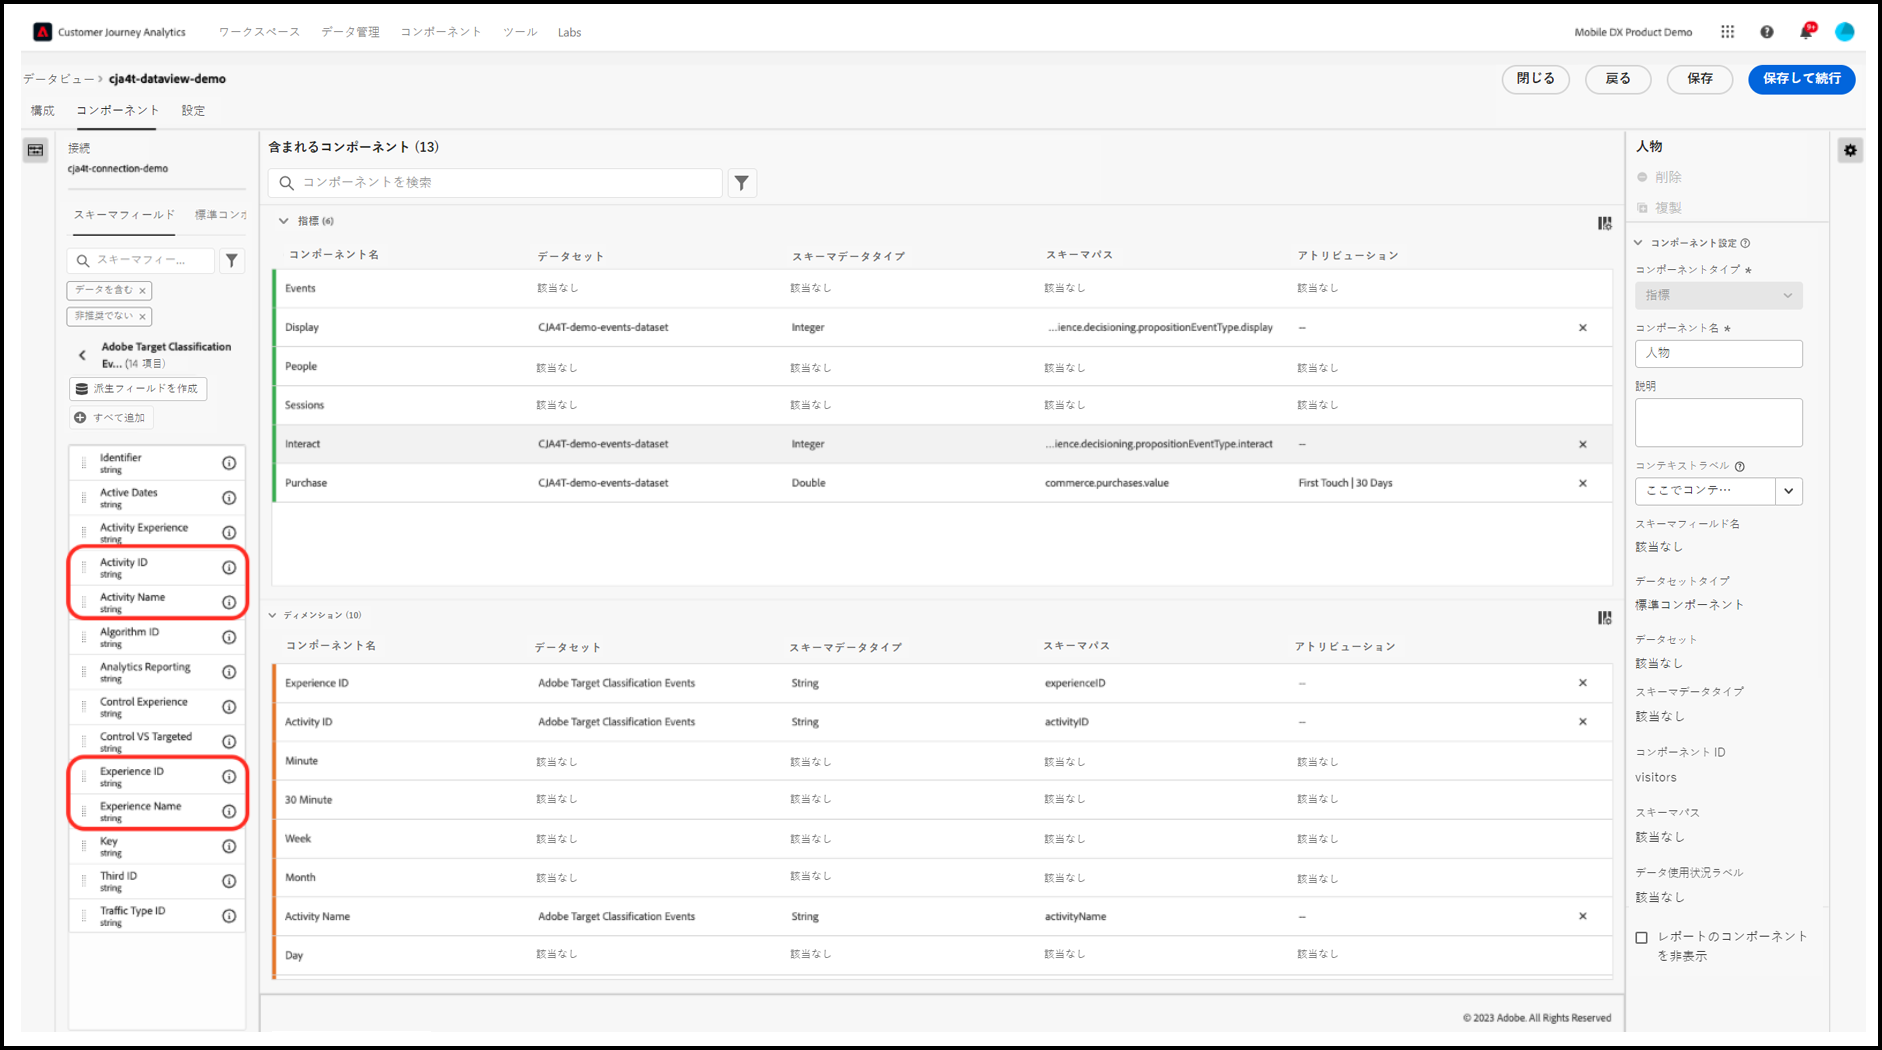 Customer Journey Analytics ワークスペース データ管理 コンポーネント ツール Labs Mobile DX Product Demo 9+
データビュー › cja4t-dataview-demo 閉じる 戻る 保存 保存して続行
構成 コンポーネント 設定
接続
cja4t-connection-demo
スキーマフィールド 標準コンポ
スキーマフィー...
データを含む ×
非推奨でない ×
Adobe Target Classification
Ev... (14 項目)
派生フィールドを作成
すべて追加
Identifier
string
Active Dates
string
Activity Experience
string
Activity ID
string
Activity Name
string
Algorithm ID
string
Analytics Reporting
string
Control Experience
string
Control VS Targeted
string
Experience ID
string
Experience Name
string
Key
string
Third ID
string
Traffic Type ID
string
含まれるコンポーネント (13)
コンポーネントを検索
指標 (6)
コンポーネント名 データセット スキーマデータタイプ スキーマパス アトリビューション
Events 該当なし 該当なし 該当なし 該当なし
Display CJA4T-demo-events-dataset Integer ...ience.decisioning.propositionEventType.display – ×
People 該当なし 該当なし 該当なし 該当なし
Sessions 該当なし 該当なし 該当なし 該当なし
Interact CJA4T-demo-events-dataset Integer ...ience.decisioning.propositionEventType.interact – ×
Purchase CJA4T-demo-events-dataset Double commerce.purchases.value First Touch | 30 Days ×
ディメンション (10)
コンポーネント名 データセット スキーマデータタイプ スキーマパス アトリビューション
Experience ID Adobe Target Classification Events String experienceID – ×
Activity ID Adobe Target Classification Events String activityID – ×
Minute 該当なし 該当なし 該当なし 該当なし
30 Minute 該当なし 該当なし 該当なし 該当なし
Week 該当なし 該当なし 該当なし 該当なし
Month 該当なし 該当なし 該当なし 該当なし
Activity Name Adobe Target Classification Events String activityName – ×
Day 該当なし 該当なし 該当なし 該当なし
© 2023 Adobe. All Rights Reserved
人物
削除
複製
コンポーネント設定
コンポーネントタイプ *
指標
コンポーネント名 *
人物
説明
コンテキストラベル
ここでコンテ…
スキーマフィールド名
該当なし
データセットタイプ
標準コンポーネント
データセット
該当なし
スキーマデータタイプ
該当なし
コンポーネント ID
visitors
スキーマパス
該当なし
データ使用状況ラベル
該当なし
レポートのコンポーネント
を非表示